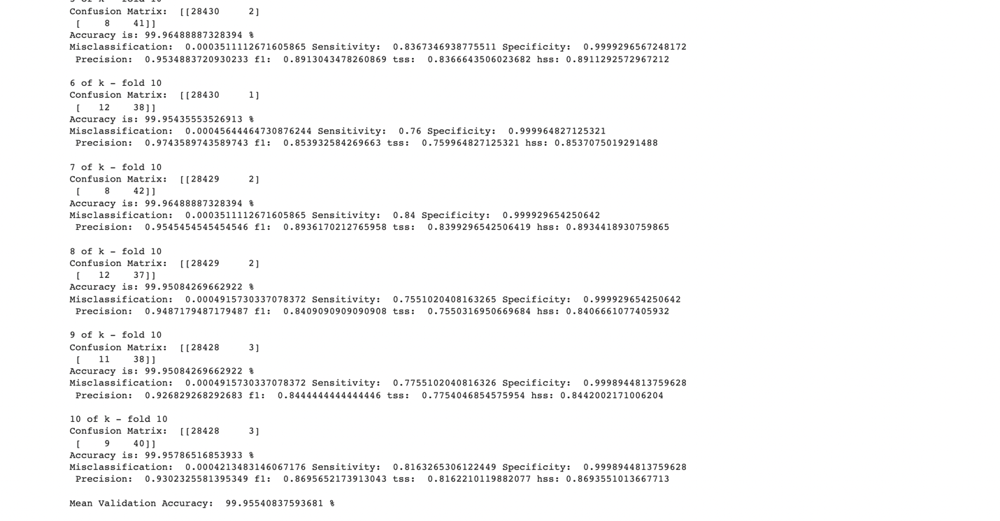 5 of k - fold 10
Confusion Matrix:  [[28430     2]
 [    8    41]]
Accuracy is: 99.96488887328394 %
Misclassification:  0.0003511112671605865 Sensitivity:  0.8367346938775511 Specificity:  0.9999296567248172
 Precision:  0.9534883720930233 f1:  0.8913043478260869 tss:  0.8366643506023682 hss: 0.8911292572967212

6 of k - fold 10
Confusion Matrix:  [[28430     1]
 [   12    38]]
Accuracy is: 99.95435553526913 %
Misclassification:  0.00045644464730876244 Sensitivity:  0.76 Specificity:  0.999964827125321
 Precision:  0.9743589743589743 f1:  0.853932584269663 tss:  0.759964827125321 hss: 0.8537075019291488

7 of k - fold 10
Confusion Matrix:  [[28429     2]
 [    8    42]]
Accuracy is: 99.96488887328394 %
Misclassification:  0.0003511112671605865 Sensitivity:  0.84 Specificity:  0.999929654250642
 Precision:  0.9545454545454546 f1:  0.8936170212765958 tss:  0.8399296542506419 hss: 0.8934418930759865

8 of k - fold 10
Confusion Matrix:  [[28429     2]
 [   12    37]]
Accuracy is: 99.95084269662922 %
Misclassification:  0.0004915730337078372 Sensitivity:  0.7551020408163265 Specificity:  0.999929654250642
 Precision:  0.9487179487179487 f1:  0.8409090909090908 tss:  0.7550316950669684 hss: 0.8406661077405932

9 of k - fold 10
Confusion Matrix:  [[28428     3]
 [   11    38]]
Accuracy is: 99.95084269662922 %
Misclassification:  0.0004915730337078372 Sensitivity:  0.7755102040816326 Specificity:  0.9998944813759628
 Precision:  0.926829268292683 f1:  0.8444444444444446 tss:  0.7754046854575954 hss: 0.8442002171006204

10 of k - fold 10
Confusion Matrix:  [[28428     3]
 [    9    40]]
Accuracy is: 99.95786516853933 %
Misclassification:  0.0004213483146067176 Sensitivity:  0.8163265306122449 Specificity:  0.9998944813759628
 Precision:  0.9302325581395349 f1:  0.8695652173913043 tss:  0.8162210119882077 hss: 0.8693551013667713

Mean Validation Accuracy:  99.95540837593681 %